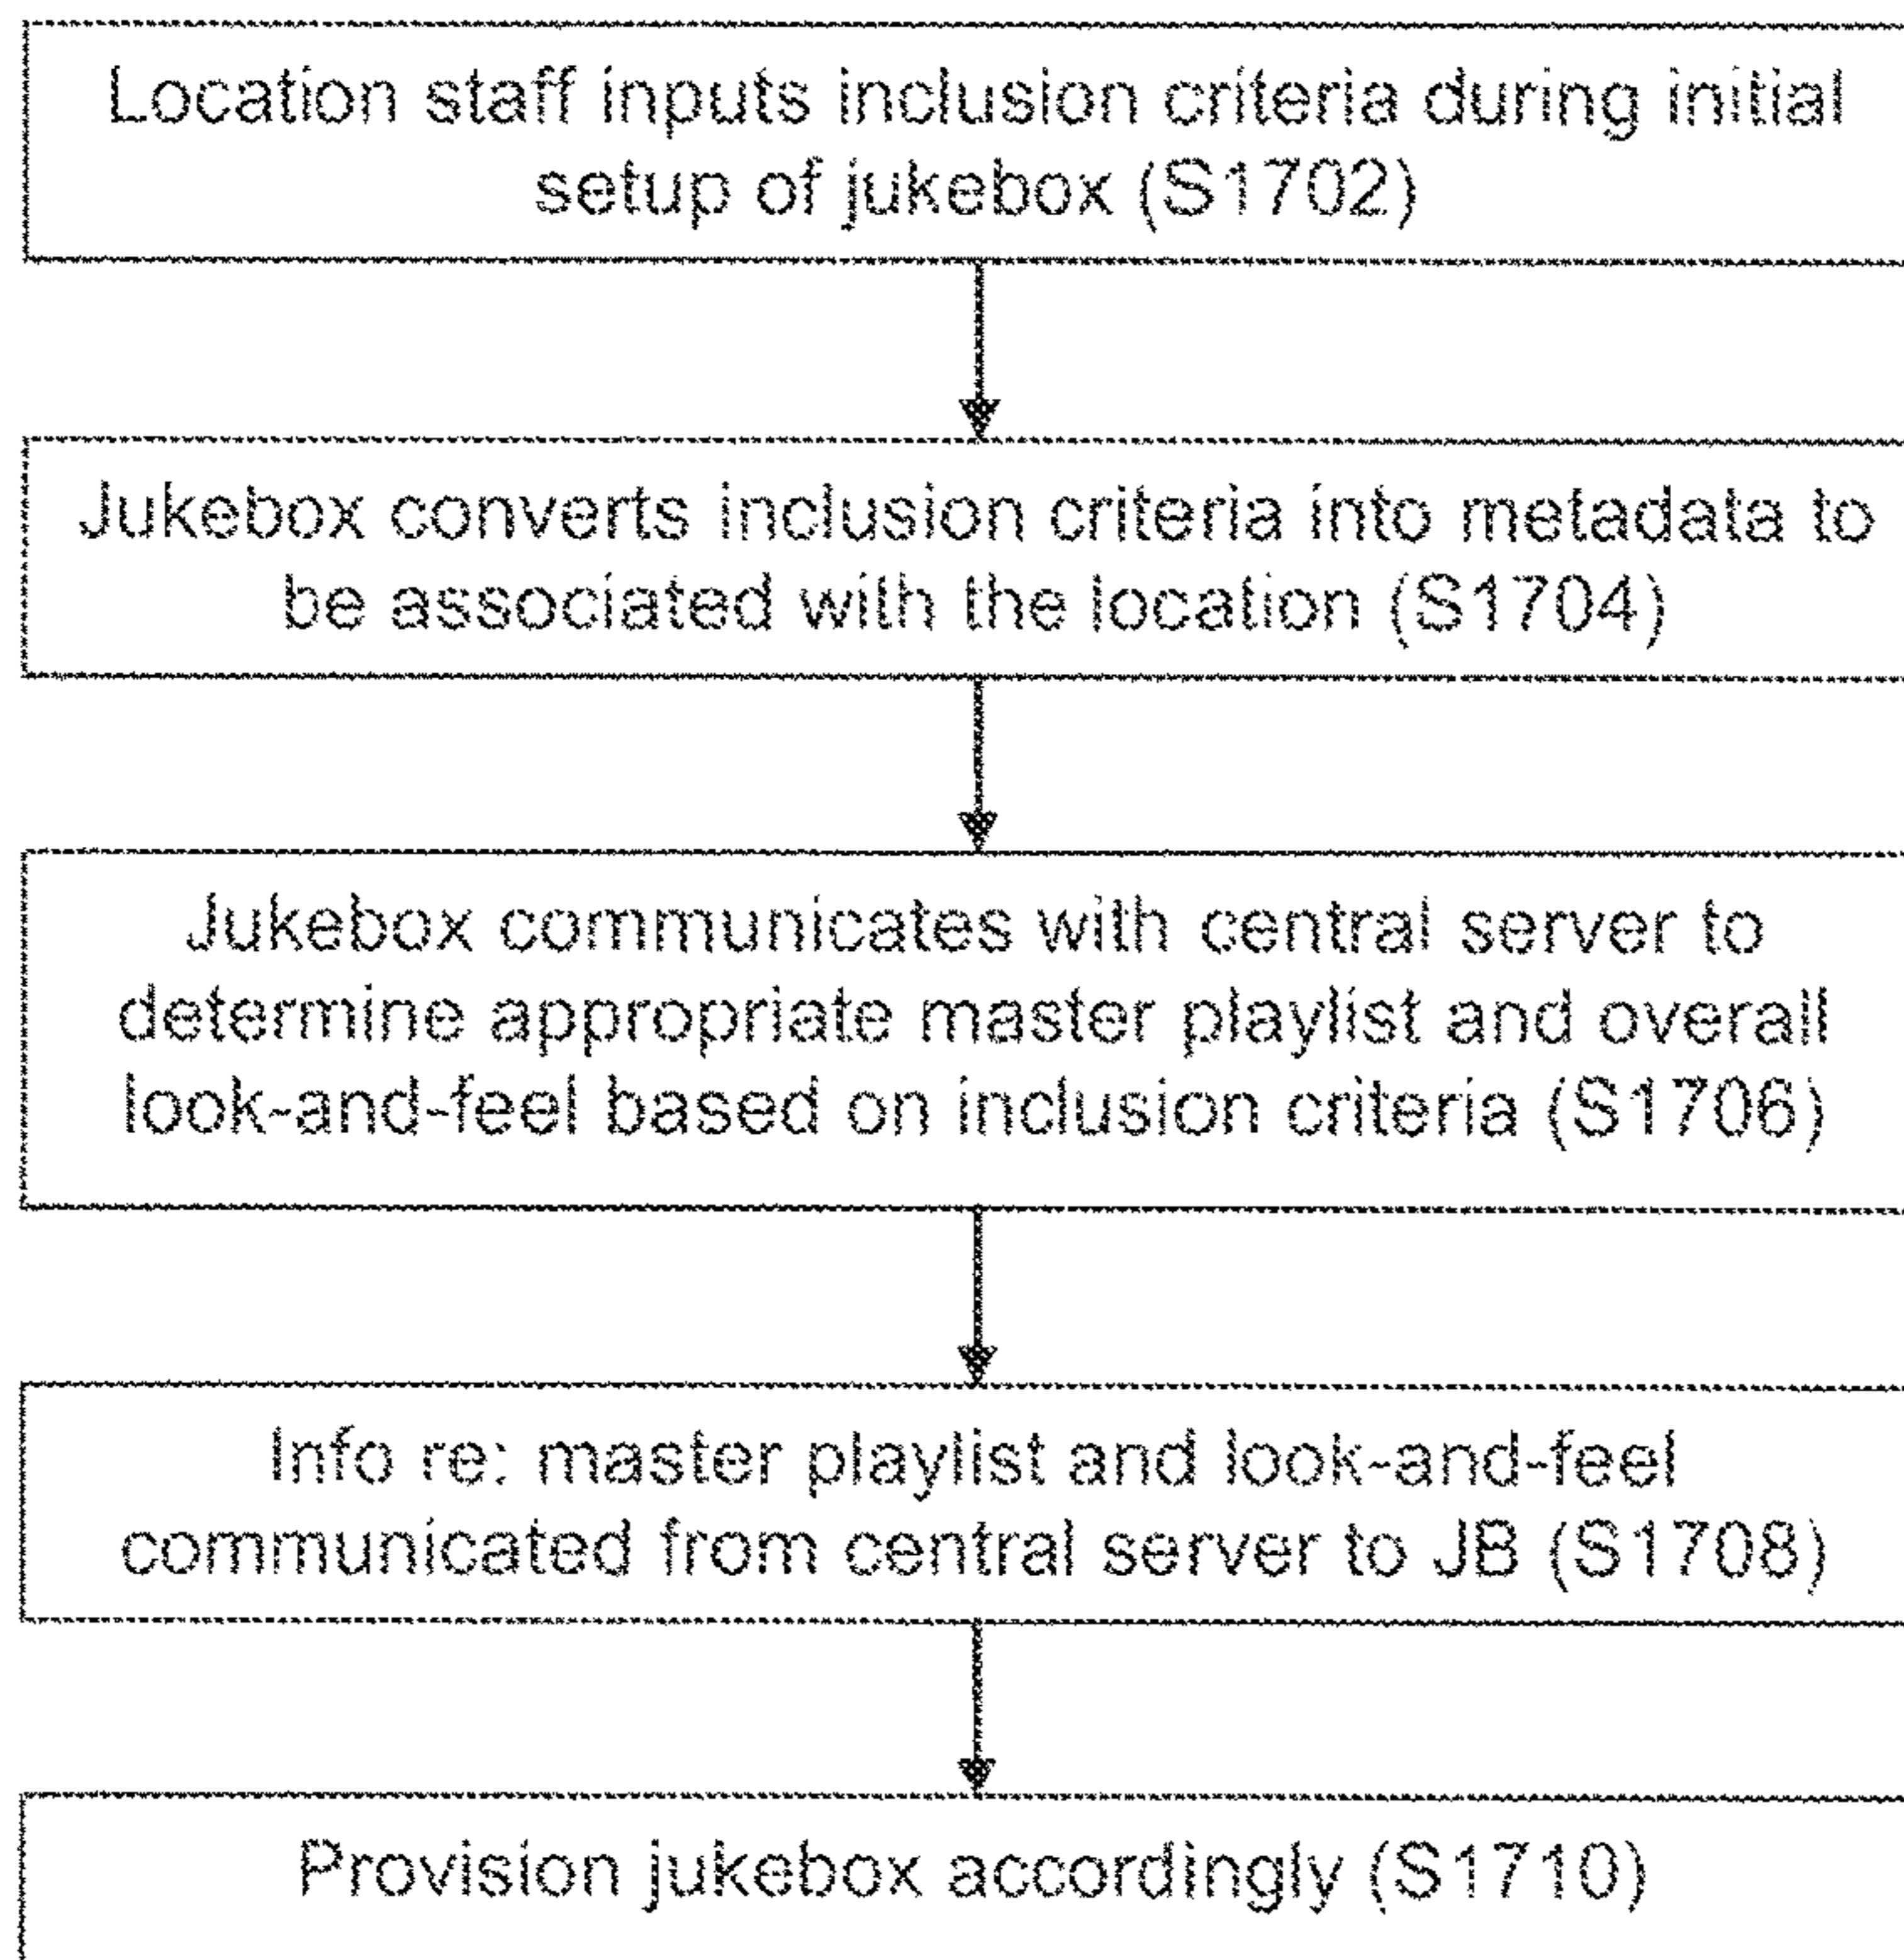 Location staff inputs inclusion criteria during initial
setup of jukebox (S1702)
Jukebox converts inclusion criteria into metadata to
be associated with the location (S1704)
Jukebox communicates with central server to
determine appropriate master playlist and overall
look-and-feel based on inclusion criteria (S1706)
Info re: master playlist and look-and-feel
communicated from central server to JB (S1708)
Provision jukebox accordingly (S1710)